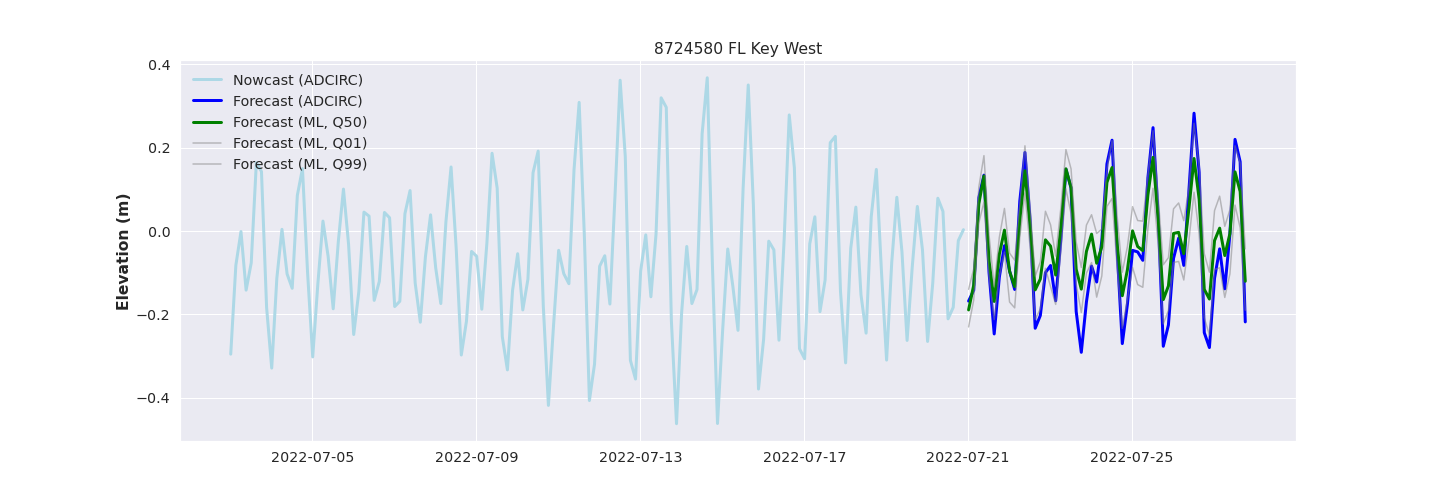 8724580 FL Key West
Nowcast (ADCIRC)
Forecast (ADCIRC)
Forecast (ML, Q50)
Forecast (ML, Q01)
Forecast (ML, Q99)
Elevation (m)
0.4
0.2
0.0
−0.2
−0.4
2022-07-05
2022-07-09
2022-07-13
2022-07-17
2022-07-21
2022-07-25